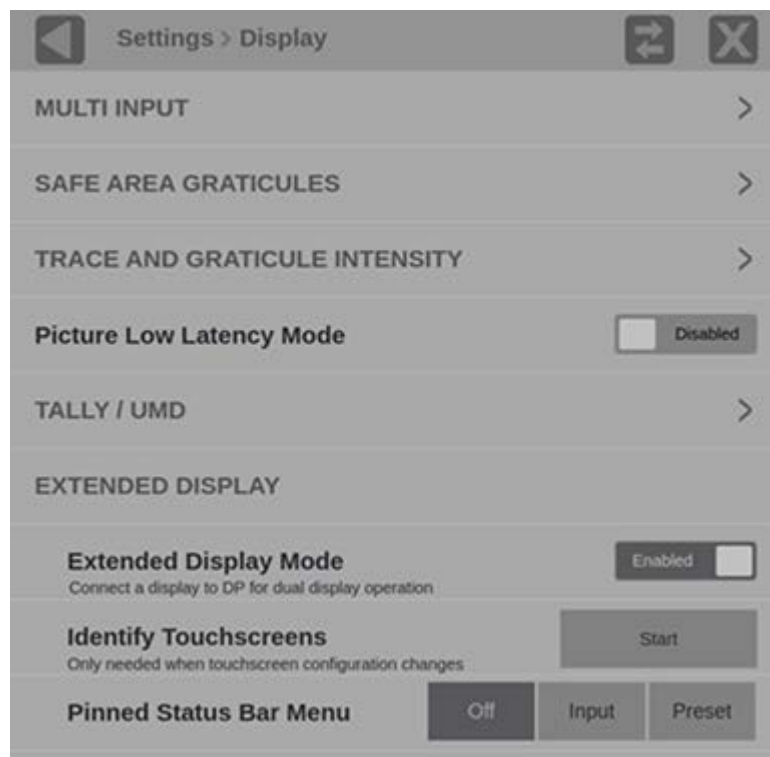 Settings > Display
MULTI INPUT
SAFE AREA GRATICULES
TRACE AND GRATICULE INTENSITY
Picture Low Latency Mode
Disabled
TALLY / UMD
EXTENDED DISPLAY
Extended Display Mode
Enabled
Connect a display to DP for dual display operation
Identify Touchscreens
Start
Only needed when touchscreen configuration changes
Pinned Status Bar Menu
Off Input Preset